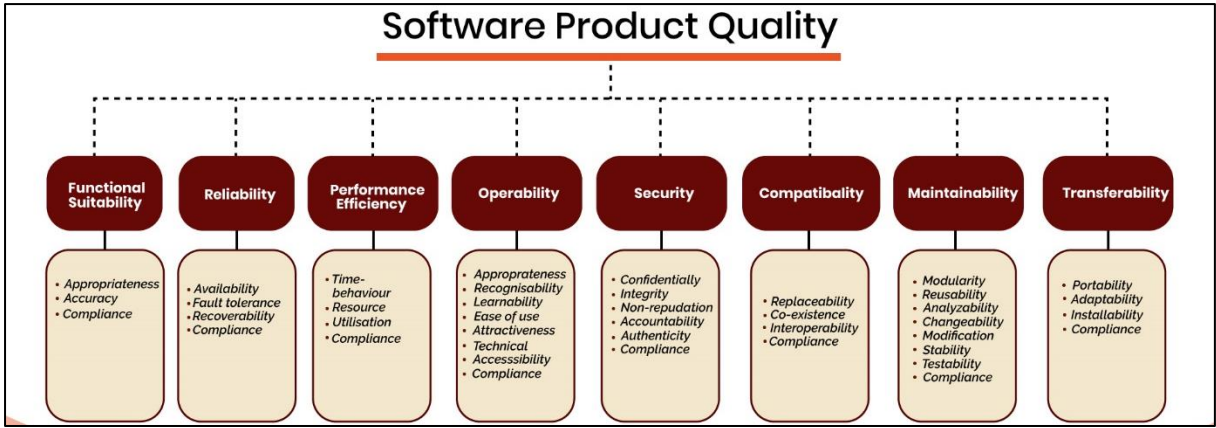 Software Product Quality
Functional
Suitability
Reliability
Performance
Efficiency
Operability
Security
Compatibality
Maintainability
Transferability
• Appropriateness
• Accuracy
• Compliance
• Availability
• Fault tolerance
• Recoverability
• Compliance
• Time-
behaviour
• Resource
• Utilisation
• Compliance
• Approprateness
• Recognisability
• Learnability
• Ease of use
• Attractiveness
• Technical
• Accesssibility
• Compliance
• Confidentially
• Integrity
• Non-repudation
• Accountability
• Authenticity
• Compliance
• Replaceability
• Co-existence
• Interoperability
• Compliance
• Modularity
• Reusability
• Analyzability
• Changeability
• Modification
• Stability
• Testability
• Compliance
• Portability
• Adaptability
• Installability
• Compliance